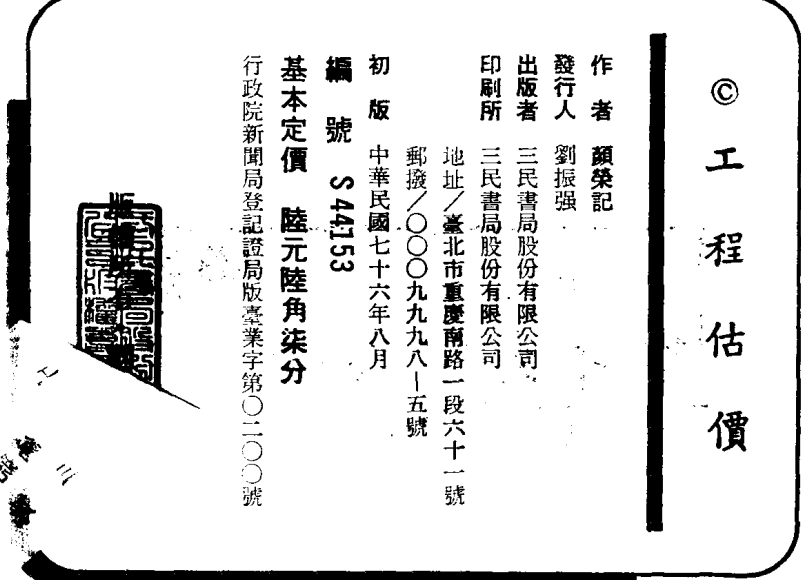 © 工程估價
作者 顏榮記
發行人 劉振强
出版者 三民書局股份有限公司
印刷所 三民書局股份有限公司
地址／臺北市重慶南路一段六十一號
郵撥／〇〇〇九九九八—五號
初版 中華民國七十六年八月
編號 S 44153
基本定價 陸元陸角柒分
行政院新聞局登記證局版臺業字第〇二〇〇號